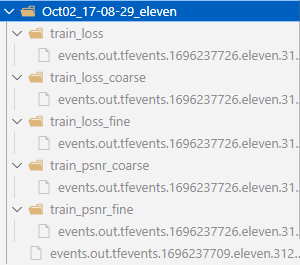 Oct02_17-08-29_eleven
train_loss
events.out.tfevents.1696237726.eleven.31...
train_loss_coarse
events.out.tfevents.1696237726.eleven.31...
train_loss_fine
events.out.tfevents.1696237726.eleven.31...
train_psnr_coarse
events.out.tfevents.1696237726.eleven.31...
train_psnr_fine
events.out.tfevents.1696237726.eleven.31...
events.out.tfevents.1696237709.eleven.312...